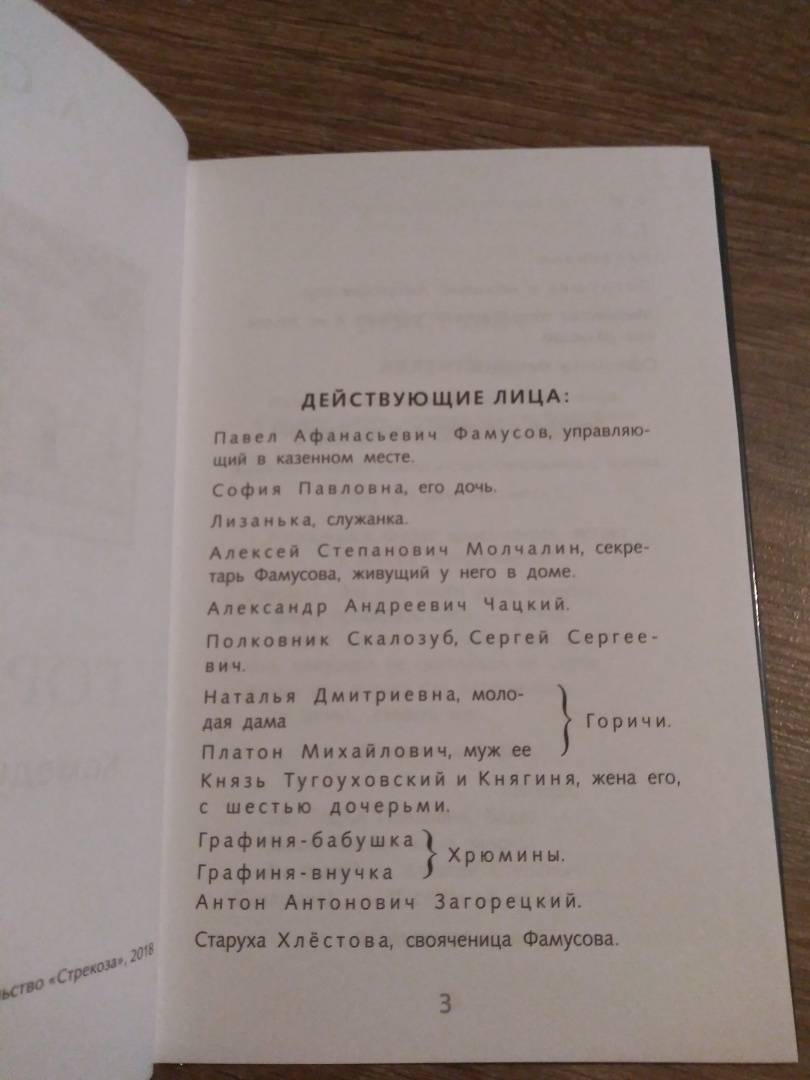 ДЕЙСТВУЮЩИЕ ЛИЦА:
Павел Афанасьевич Фамусов, управляю-
щий в казенном месте.
София Павловна, его дочь.
Лизанька, служанка.
Алексей Степанович Молчалин, секре-
тарь Фамусова, живущий у него в доме.
Александр Андреевич Чацкий.
Полковник Скалозуб, Сергей Сергее-
вич.
Наталья Дмитриевна, моло-
дая дама
Горичи.
Платон Михайлович, муж ее
Князь Тугоуховский и Княгиня, жена его,
с шестью дочерьми.
Графиня-бабушка
Хрюмины.
Графиня-внучка
Антон Антонович Загорецкий.
Старуха Хлёстова, свояченица Фамусова.
3
«Стрекоза», 2018